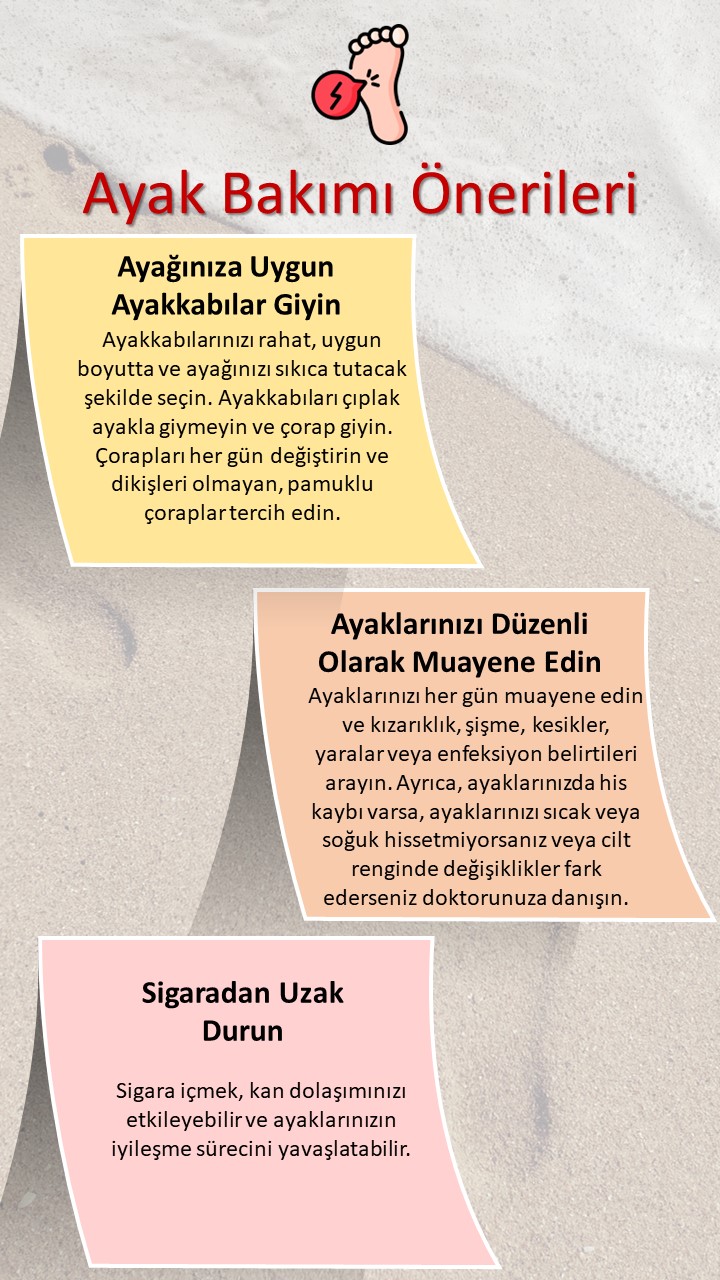 Ayak Bakımı Önerileri
Ayağınıza Uygun
Ayakkabılar Giyin
Ayakkabılarınızı rahat, uygun
boyutta ve ayağınızı sıkıca tutacak
şekilde seçin. Ayakkabıları çıplak
ayakla giymeyin ve çorap giyin.
Çorapları her gün değiştirin ve
dikişleri olmayan, pamuklu
çoraplar tercih edin.
Ayaklarınızı Düzenli
Olarak Muayene Edin
Ayaklarınızı her gün muayene edin
ve kızarıklık, şişme, kesikler,
yaralar veya enfeksiyon belirtileri
arayın. Ayrıca, ayaklarınızda his
kaybı varsa, ayaklarınızı sıcak veya
soğuk hissetmiyorsanız veya cilt
renginde değişiklikler fark
ederseniz doktorunuza danışın.
Sigaradan Uzak
Durun
Sigara içmek, kan dolaşımınızı
etkileyebilir ve ayaklarınızın
iyileşme sürecini yavaşlatabilir.